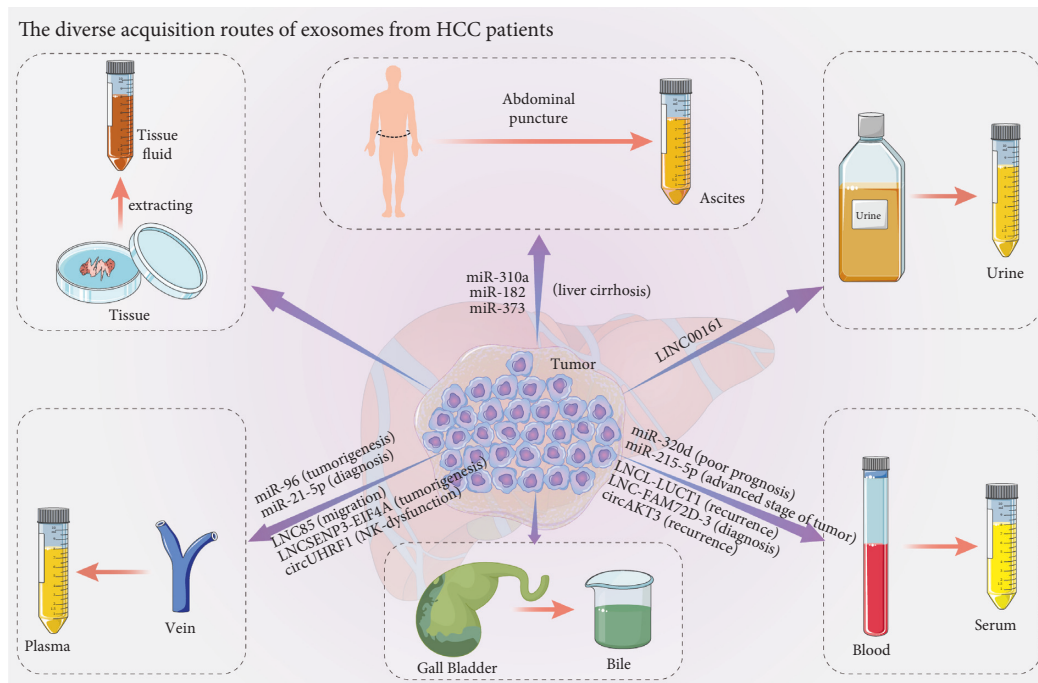 The diverse acquisition routes of exosomes from HCC patients
Tissue
fluid
extracting
Tissue
Abdominal
puncture
Ascites
Urine
Urine
miR-310a
miR-182
miR-373
(liver cirrhosis)
LINC00161
Tumor
miR-96 (tumorigenesis)
miR-21-5p (diagnosis)
LNC85 (migration)
LNCSENP3-EIF4A (tumorigenesis)
circUHRF1 (NK-dysfunction)
miR-320d (poor prognosis)
miR-215-5p (advanced stage of tumor)
LNCL-LUCT1 (recurrence)
LNC-FAM72D-3 (diagnosis)
circAKT3 (recurrence)
Plasma
Vein
Gall Bladder
Bile
Blood
Serum